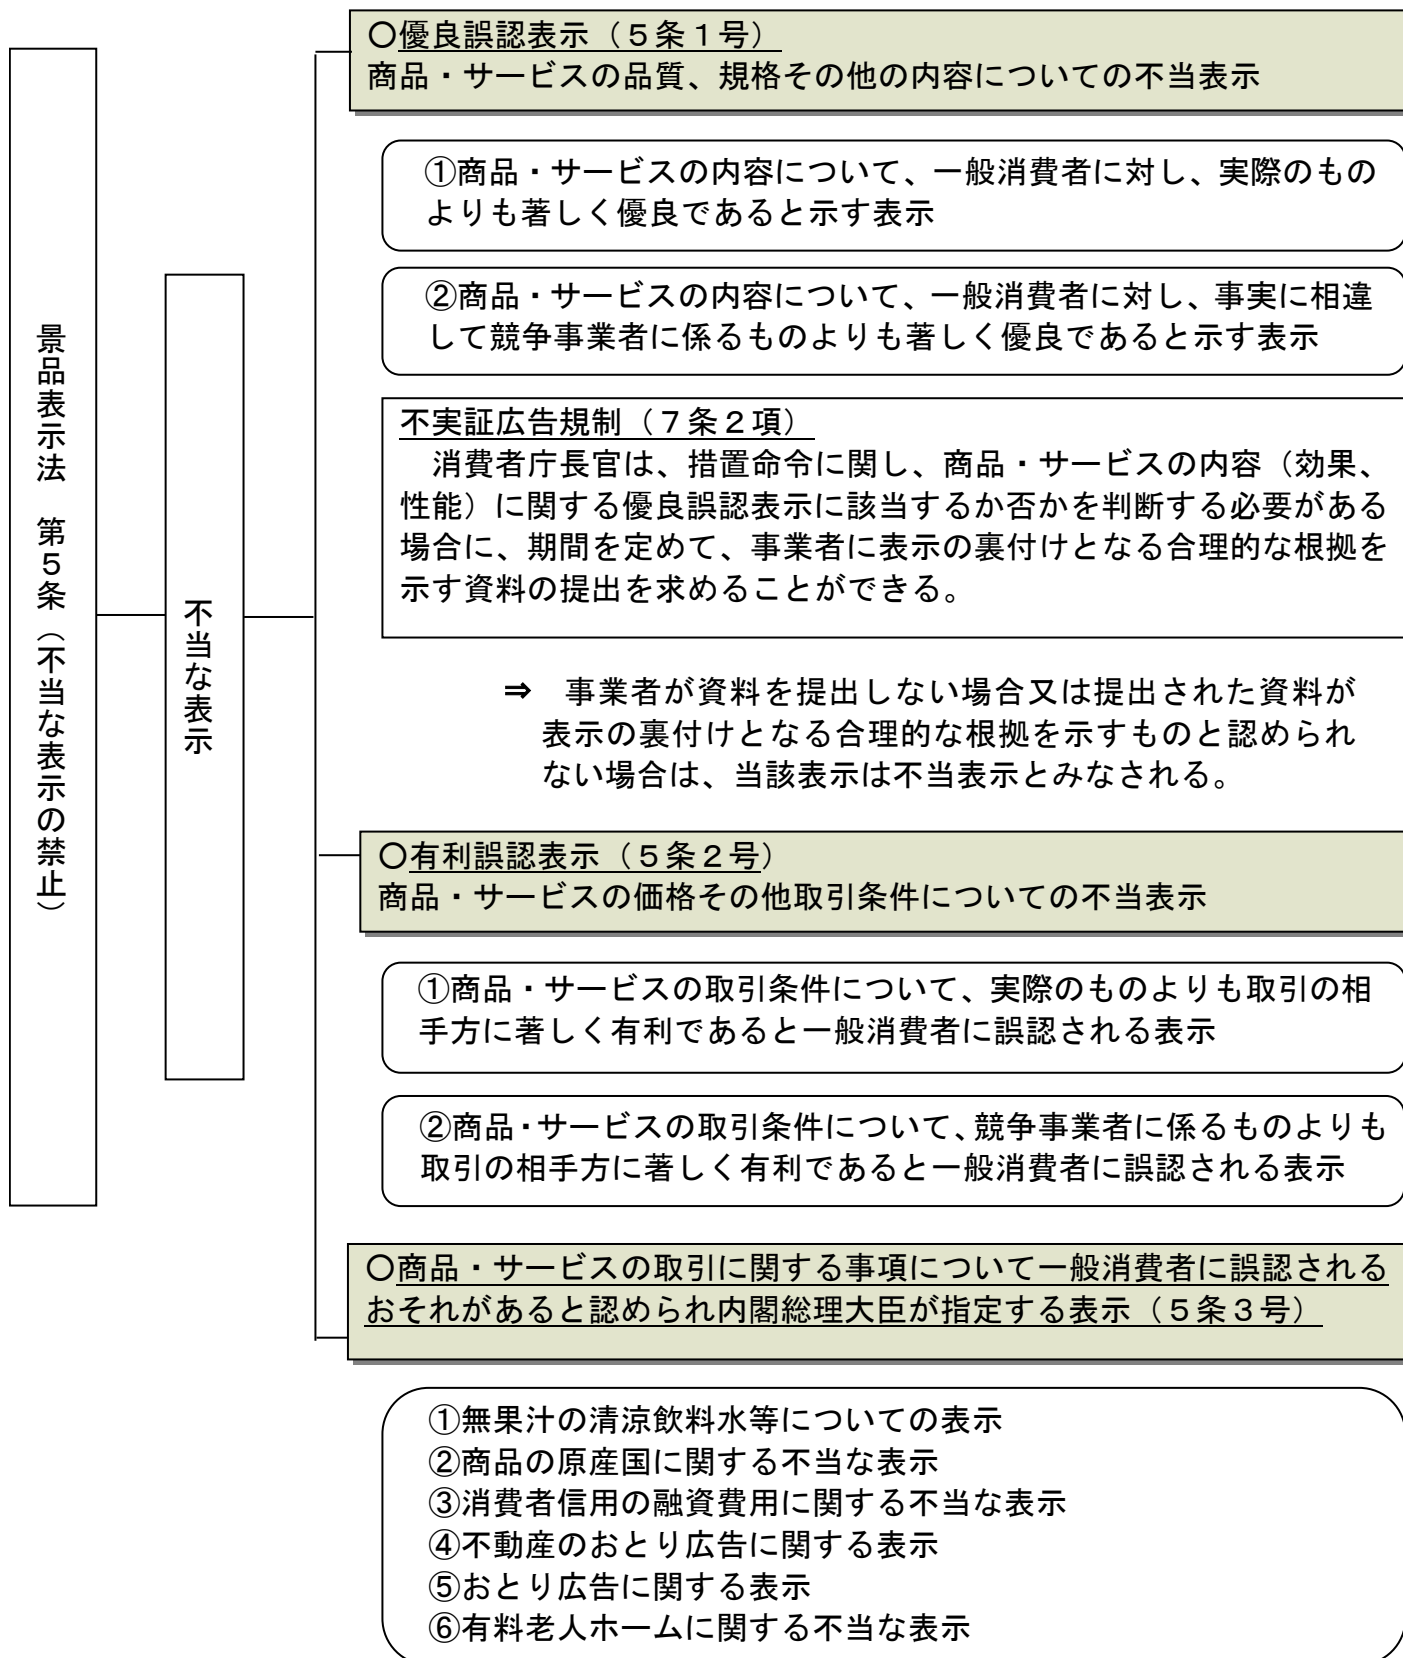 景品表示法　第５条（不当な表示の禁止）
不当な表示
○優良誤認表示（５条１号）
商品・サービスの品質、規格その他の内容についての不当表示
①商品・サービスの内容について、一般消費者に対し、実際のもの
よりも著しく優良であると示す表示
②商品・サービスの内容について、一般消費者に対し、事実に相違
して競争事業者に係るものよりも著しく優良であると示す表示
不実証広告規制（７条２項）
　消費者庁長官は、措置命令に関し、商品・サービスの内容（効果、
性能）に関する優良誤認表示に該当するか否かを判断する必要がある
場合に、期間を定めて、事業者に表示の裏付けとなる合理的な根拠を
示す資料の提出を求めることができる。
⇒　事業者が資料を提出しない場合又は提出された資料が
表示の裏付けとなる合理的な根拠を示すものと認められ
ない場合は、当該表示は不当表示とみなされる。
○有利誤認表示（５条２号）
商品・サービスの価格その他取引条件についての不当表示
①商品・サービスの取引条件について、実際のものよりも取引の相
手方に著しく有利であると一般消費者に誤認される表示
②商品・サービスの取引条件について、競争事業者に係るものよりも
取引の相手方に著しく有利であると一般消費者に誤認される表示
○商品・サービスの取引に関する事項について一般消費者に誤認される
おそれがあると認められ内閣総理大臣が指定する表示（５条３号）
①無果汁の清涼飲料水等についての表示
②商品の原産国に関する不当な表示
③消費者信用の融資費用に関する不当な表示
④不動産のおとり広告に関する表示
⑤おとり広告に関する表示
⑥有料老人ホームに関する不当な表示